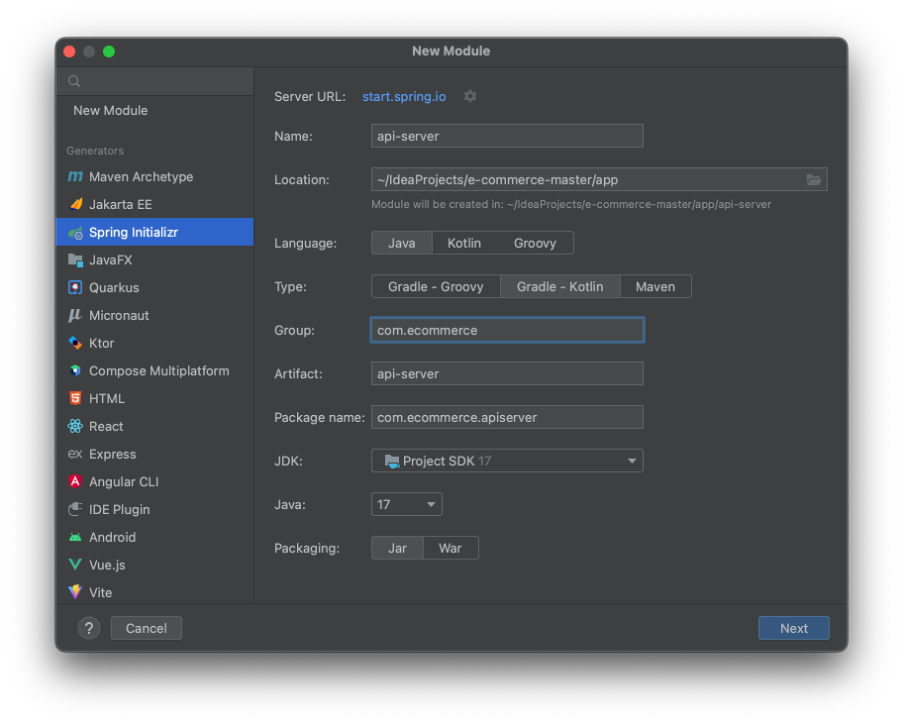 New Module
New Module
Generators
Maven Archetype
Jakarta EE
Spring Initializr
JavaFX
Quarkus
Micronaut
Ktor
Compose Multiplatform
HTML
React
ex Express
Angular CLI
IDE Plugin
Android
Vue.js
Vite
Server URL: start.spring.io
Name: api-server
Location: ~/IdeaProjects/e-commerce-master/app
Module will be created in: ~/IdeaProjects/e-commerce-master/app/api-server
Language: Java Kotlin Groovy
Type: Gradle - Groovy Gradle - Kotlin Maven
Group: com.ecommerce
Artifact: api-server
Package name: com.ecommerce.apiserver
JDK: Project SDK 17
Java: 17
Packaging: Jar War
? Cancel Next